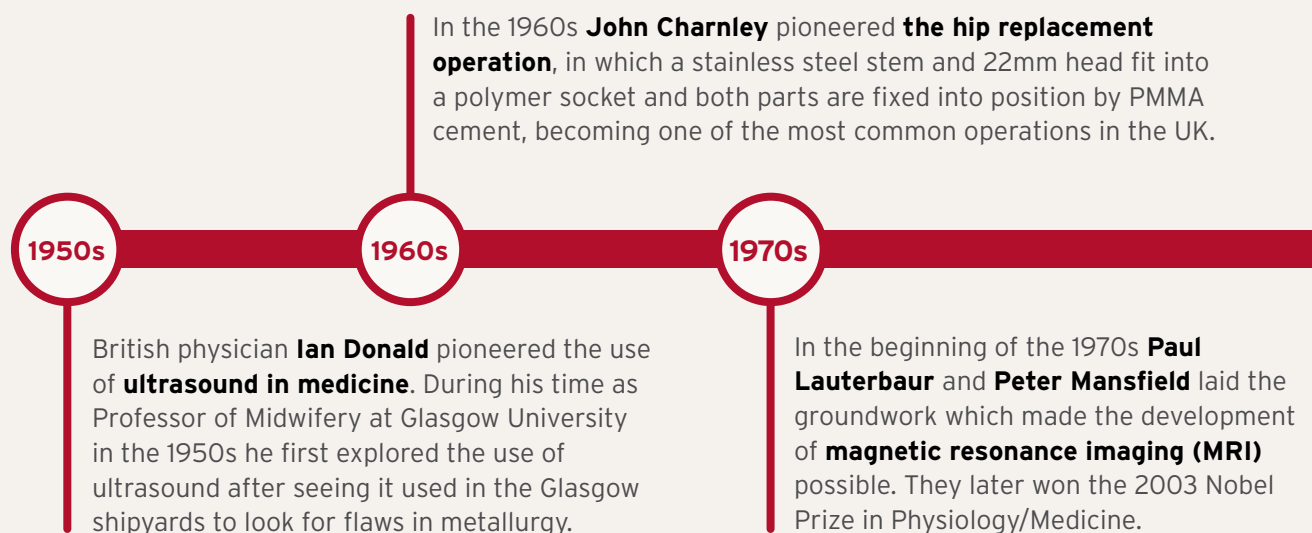 In the 1960s John Charnley pioneered the hip replacement
operation, in which a stainless steel stem and 22mm head fit into
a polymer socket and both parts are fixed into position by PMMA
cement, becoming one of the most common operations in the UK.
1950s
1960s
1970s
British physician Ian Donald pioneered the use
of ultrasound in medicine. During his time as
Professor of Midwifery at Glasgow University
in the 1950s he first explored the use of
ultrasound after seeing it used in the Glasgow
shipyards to look for flaws in metallurgy.
In the beginning of the 1970s Paul
Lauterbaur and Peter Mansfield laid the
groundwork which made the development
of magnetic resonance imaging (MRI)
possible. They later won the 2003 Nobel
Prize in Physiology/Medicine.